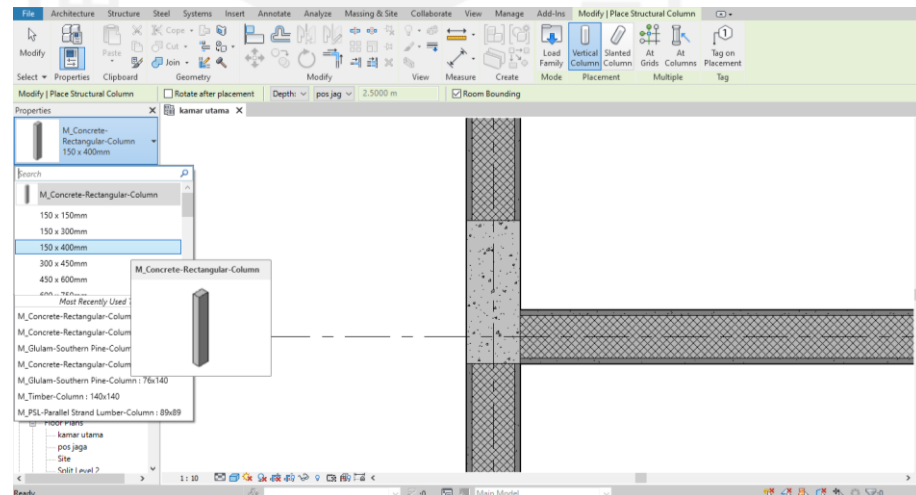 File Architecture Structure Steel Systems Insert Annotate Analyze Massing & Site Collaborate View Manage Add-Ins Modify | Place Structural Column
Modify
Paste
Cope
Cut
Join
Load Family
Vertical Column
Slanted Column
At Grids
At Columns
Tag on Placement
Select Properties Clipboard Geometry Modify View Measure Create Mode Placement Multiple Tag
Modify | Place Structural Column Rotate after placement Depth: pos jag 2.5000 m Room Bounding
Properties X kamar utama X
M_Concrete-
Rectangular-Column
150 x 400mm
Search
M_Concrete-Rectangular-Column
150 x 150mm
150 x 300mm
150 x 400mm
300 x 450mm
450 x 600mm
M_Concrete-Rectangular-Column
Most Recently Used
M_Concrete-Rectangular-Colum
M_Concrete-Rectangular-Colum
M_Glulam-Southern Pine-Colum
M_Concrete-Rectangular-Colum
M_Glulam-Southern Pine-Column : 76x140
M_Timber-Column : 140x140
M_PSL-Parallel Strand Lumber-Column : 89x89
Floor Plans
kamar utama
pos jaga
Site
Split Level 2
1 : 10
Ready
:0
Main Model